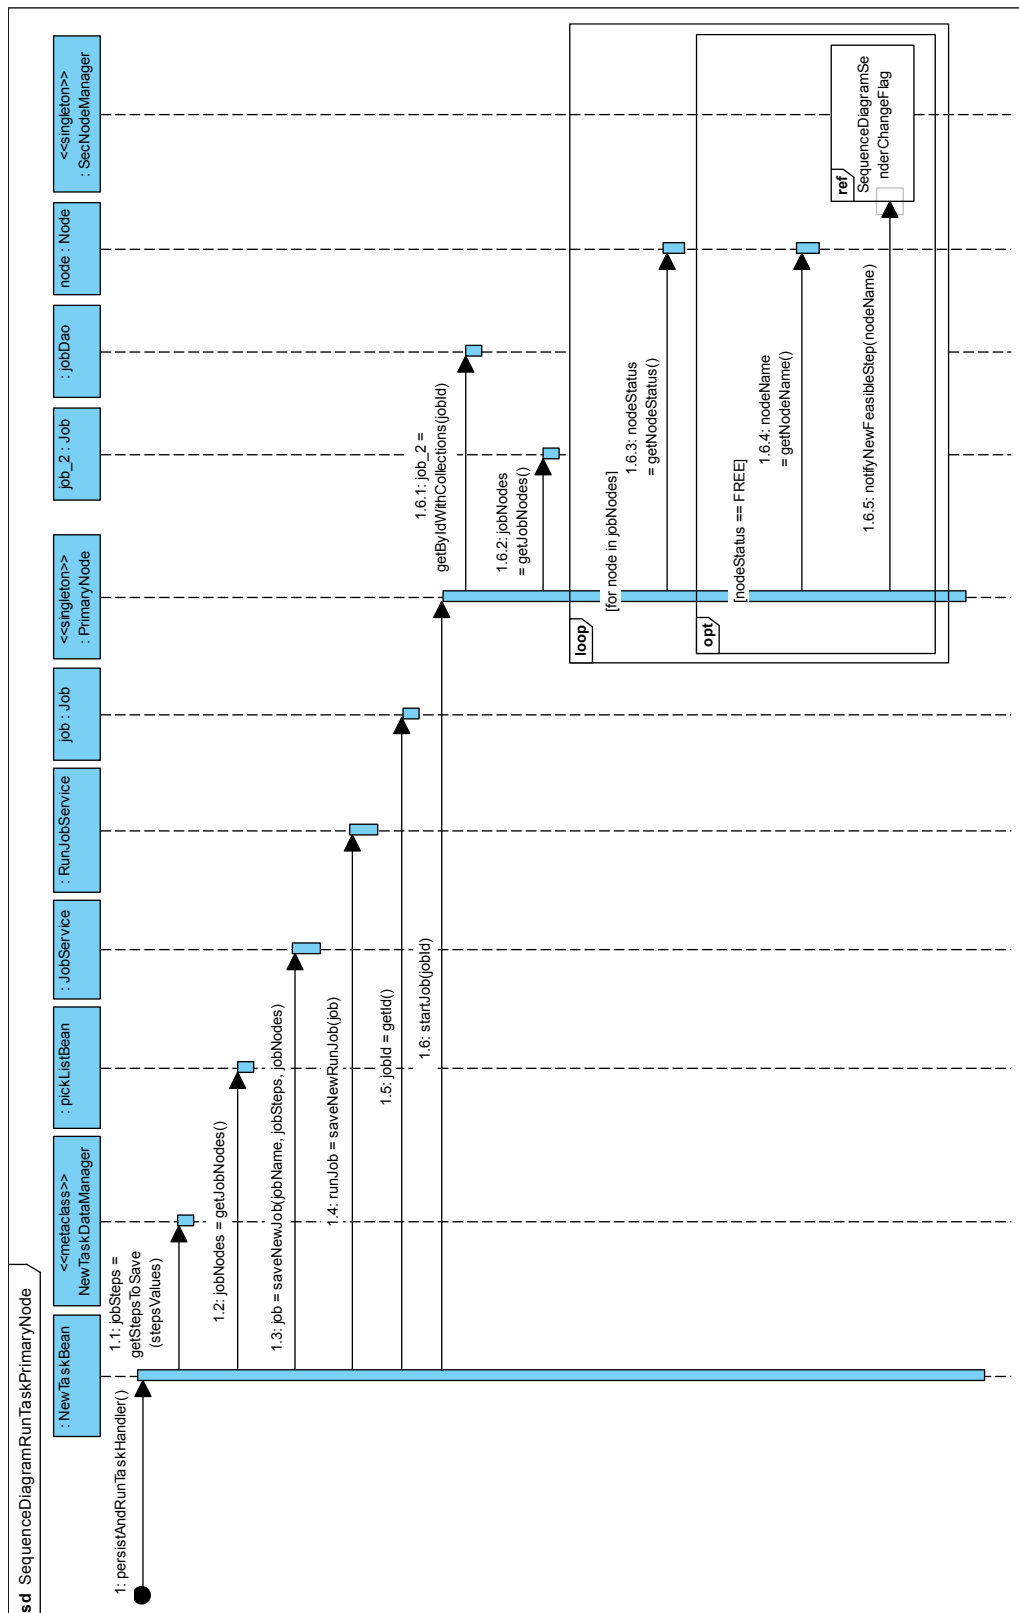 sd SequenceDiagramRunTaskPrimaryNode
: NewTaskBean
<<metaclass>>
NewTaskDataManager
: pickListBean
: JobService
: RunJobService
job : Job
<<singleton>>
: PrimaryNode
job_2 : Job
: jobDao
node : Node
<<singleton>>
: SecNodeManager
1: persistAndRunTaskHandler()
1.1: jobSteps =
getStepsToSave
(stepsValues)
1.2: jobNodes = getJobNodes()
1.3: job = saveNewJob(jobName, jobSteps, jobNodes)
1.4: runJob = saveNewRunJob(job)
1.5: jobId = getId()
1.6: startJob(jobId)
1.6.1: job_2 =
getByIdWithCollections(jobId)
1.6.2: jobNodes
= getJobNodes()
loop
[for node in jobNodes]
1.6.3: nodeStatus
= getNodeStatus()
opt
[nodeStatus == FREE]
1.6.4: nodeName
= getNodeName()
1.6.5: notifyNewFeasibleStep(nodeName)
ref
SequenceDiagramSe
nderChangeFlag